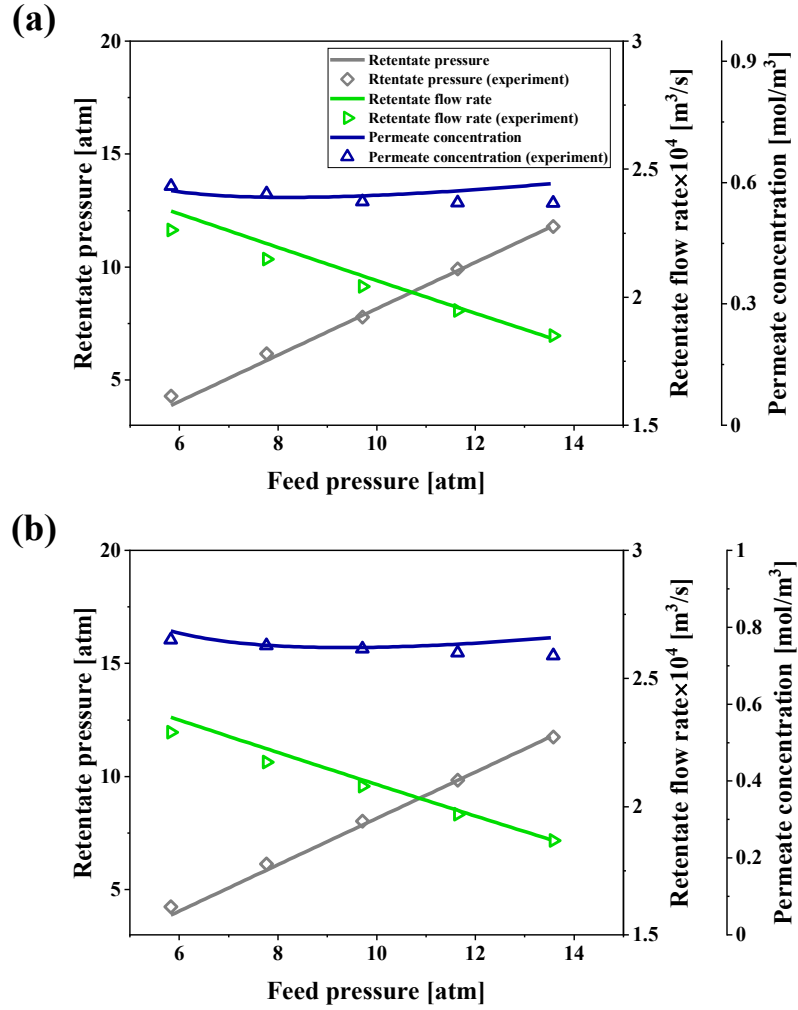 (a)
20
15
10
5
Retentate pressure [atm]
Retentate pressure
Rtentate pressure (experiment)
Retentate flow rate
Retentate flow rate (experiment)
Permeate concentration
Permeate concentration (experiment)
3
2.5
2
1.5
Retentate flow rate×10⁴ [m³/s]
0.9
0.6
0.3
0
Permeate concentration [mol/m³]
6 8 10 12 14
Feed pressure [atm]
(b)
20
15
10
5
Retentate pressure [atm]
3
2.5
2
1.5
Retentate flow rate×10⁴ [m³/s]
1
0.8
0.6
0.4
0.2
0
Permeate concentration [mol/m³]
6 8 10 12 14
Feed pressure [atm]